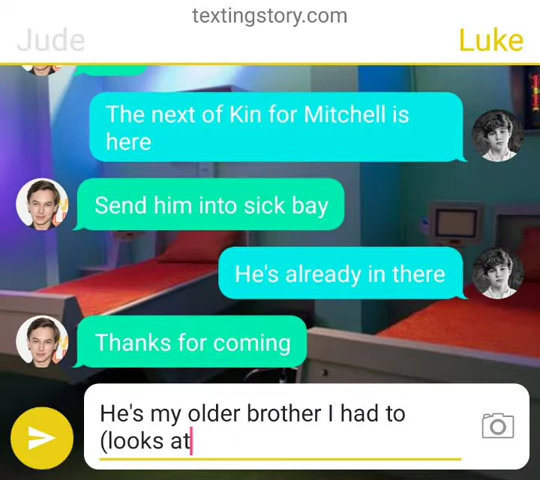 textingstory.com
Jude
Luke
The next of Kin for Mitchell is
here
Send him into sick bay
He's already in there
Thanks for coming
He's my older brother I had to
(looks at